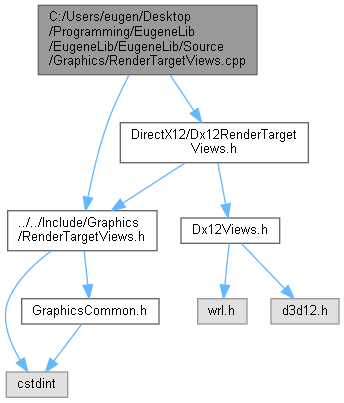 C:/Users/eugen/Desktop
/Programming/EugeneLib
/EugeneLib/EugeneLib/Source
/Graphics/RenderTargetViews.cpp
DirectX12/Dx12RenderTarget
Views.h
../../Include/Graphics
/RenderTargetViews.h
Dx12Views.h
GraphicsCommon.h
wrl.h
d3d12.h
cstdint